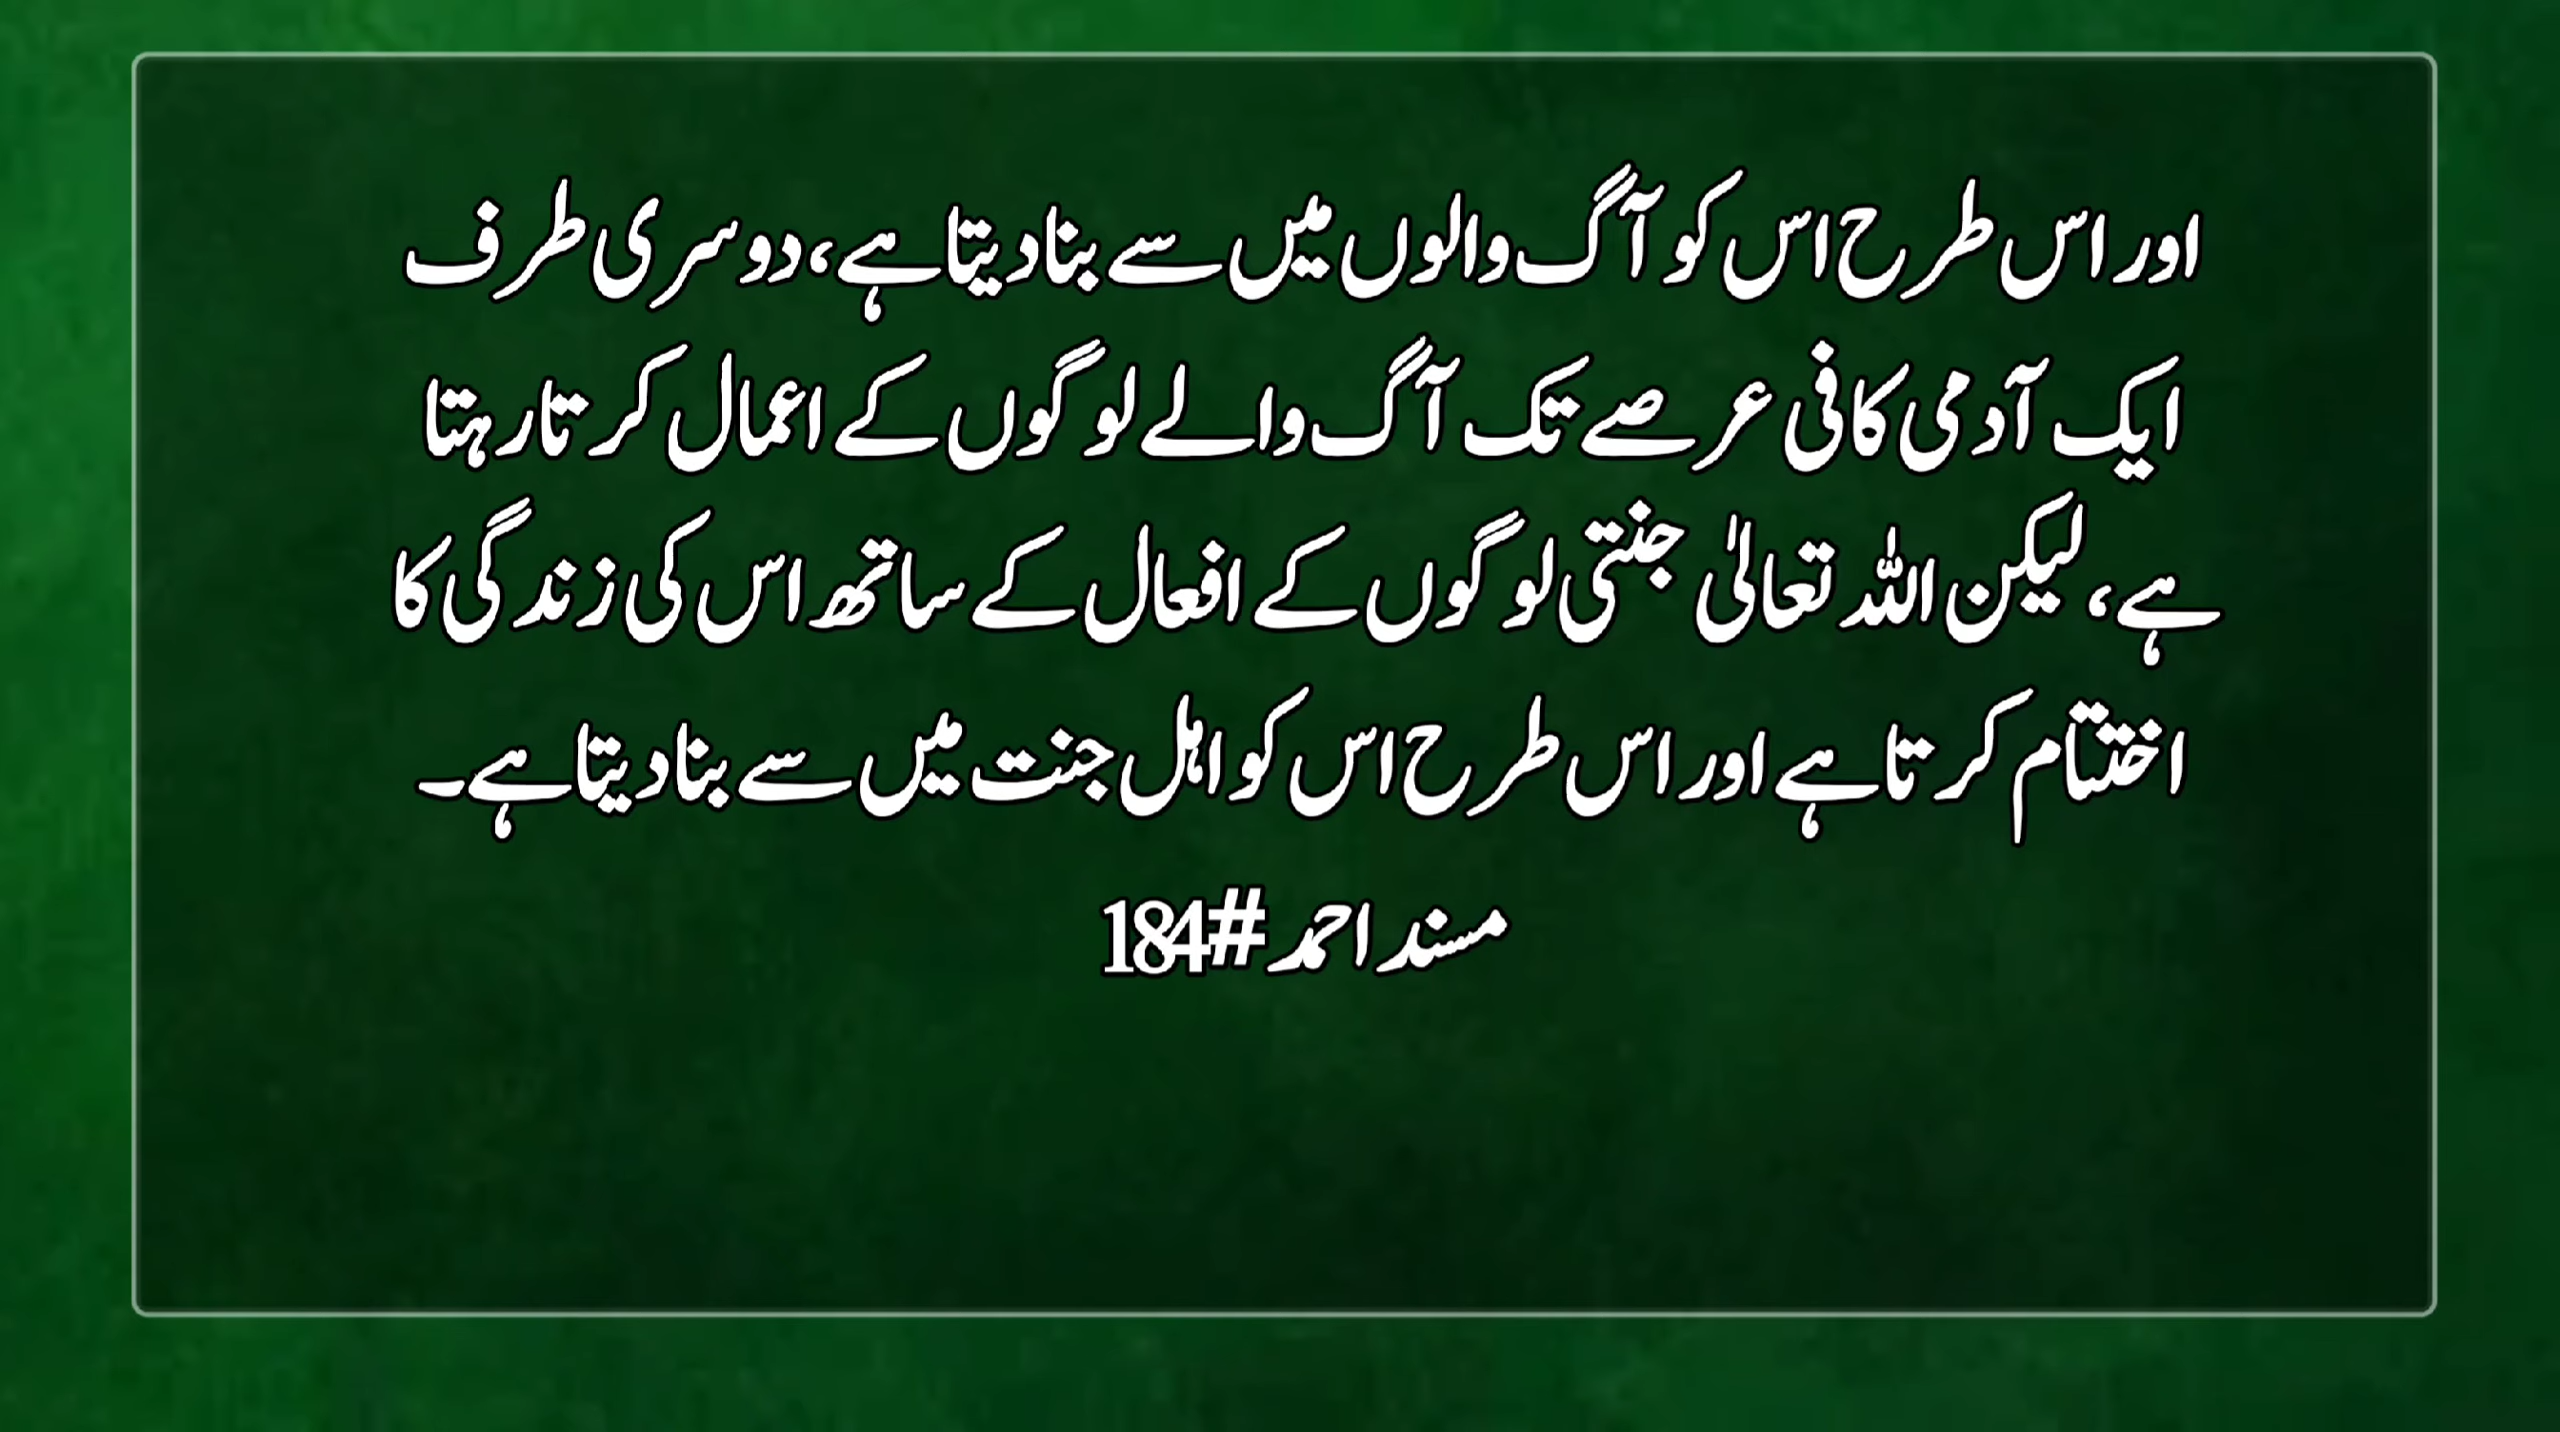 اور اس طرح اس کو آگ والوں میں سے بنا دیتا ہے، دوسری طرف
ایک آدمی کافی عرصے تک آگ والے لوگوں کے اعمال کرتا رہتا
ہے، لیکن اللہ تعالیٰ جنتی لوگوں کے افعال کے ساتھ اس کی زندگی کا
اختتام کرتا ہے اور اس طرح اس کو اہل جنت میں سے بنا دیتا ہے۔
مسند احمد #184